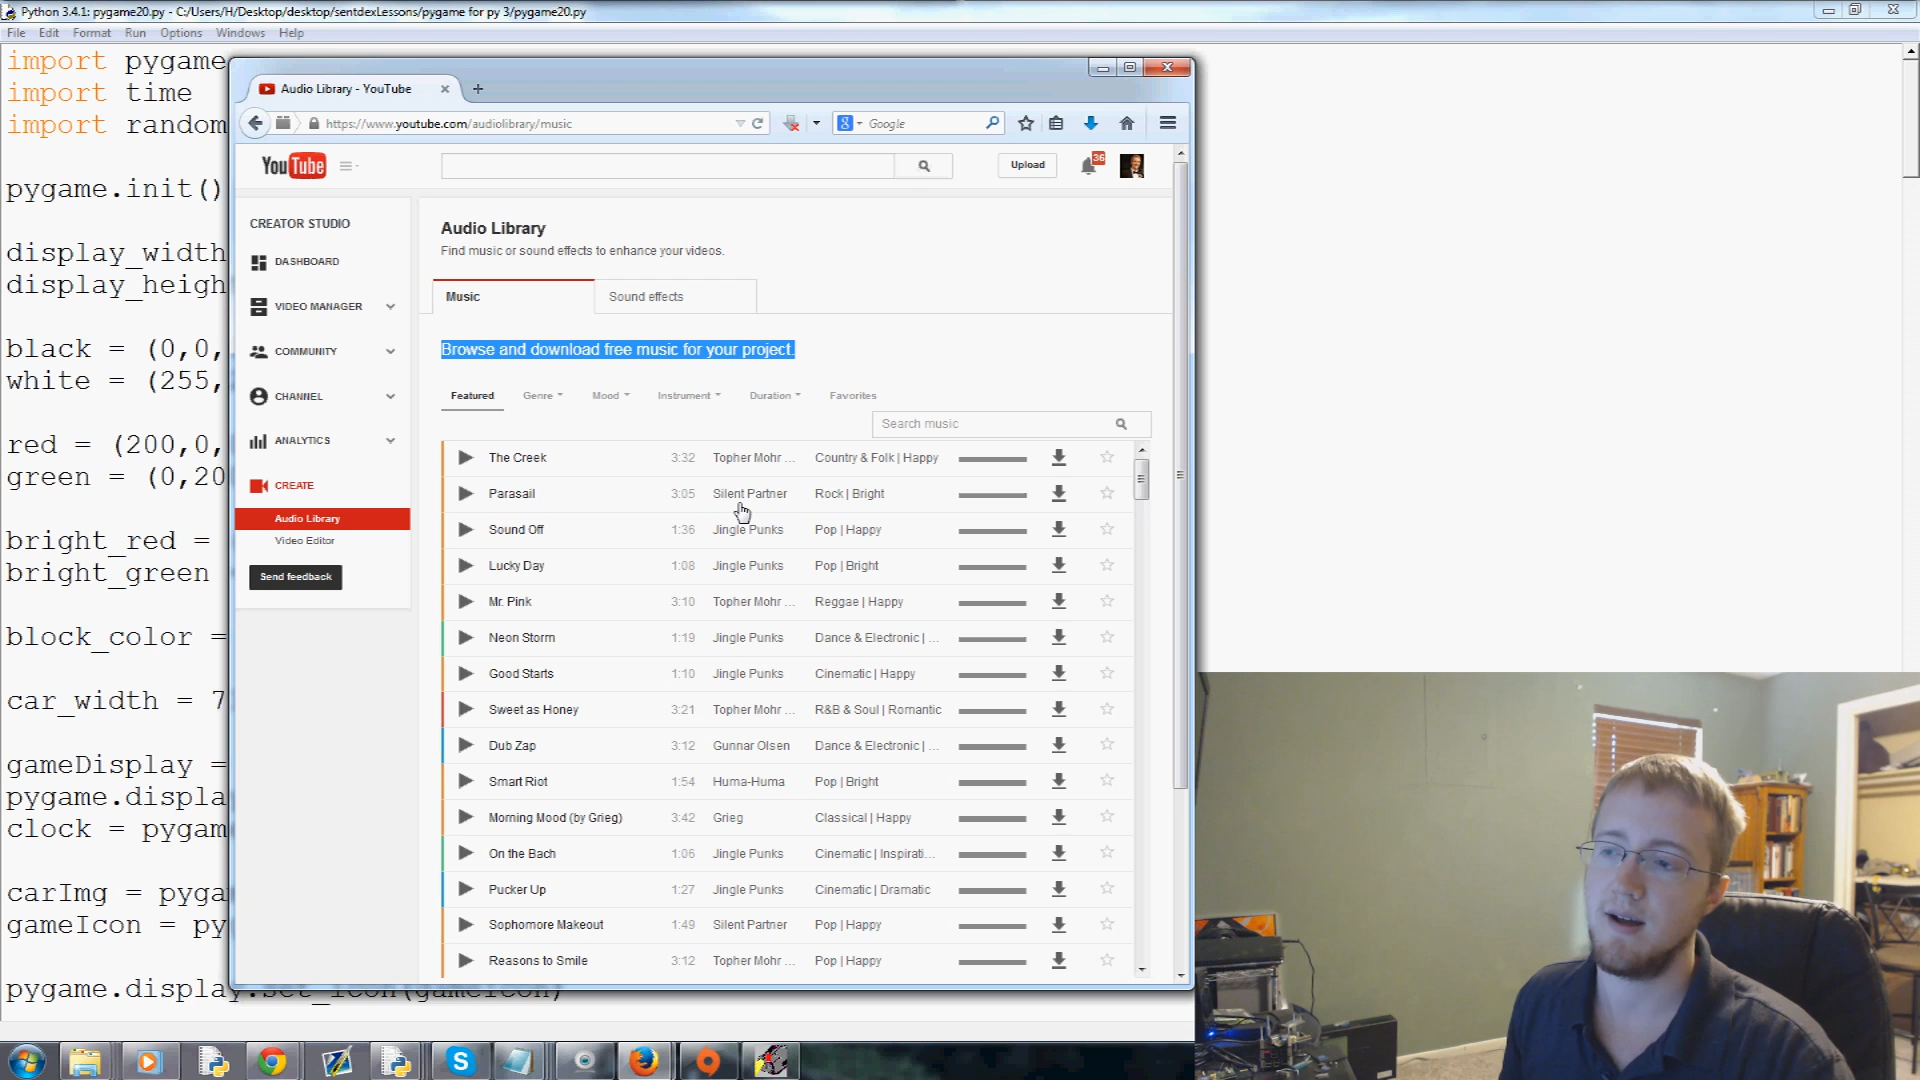 Python 3.4.1: pygame20.py - C:/Users/H/Desktop/desktop/sentdexLessons/pygame for py 3/pygame20.py
File Edit Format Run Options Windows Help
import pygame
import time
import random
pygame.init()
display_width
display_heigh
black = (0,0,
white = (255,
red = (200,0,
green = (0,20
bright_red =
bright_green
block_color =
car_width = 7
gameDisplay =
pygame.displa
clock = pygam
carImg = pyga
gameIcon = py
pygame.display.set_icon(gameIcon)
Audio Library - YouTube
https://www.youtube.com/audiolibrary/music
Google
YouTube
Upload
36
CREATOR STUDIO
DASHBOARD
VIDEO MANAGER
COMMUNITY
CHANNEL
ANALYTICS
CREATE
Audio Library
Video Editor
Send feedback
Audio Library
Find music or sound effects to enhance your videos.
Music Sound effects
Browse and download free music for your project.
Featured Genre Mood Instrument Duration Favorites
Search music
The Creek 3:32 Topher Mohr ... Country & Folk | Happy
Parasail 3:05 Silent Partner Rock | Bright
Sound Off 1:36 Jingle Punks Pop | Happy
Lucky Day 1:08 Jingle Punks Pop | Bright
Mr. Pink 3:10 Topher Mohr ... Reggae | Happy
Neon Storm 1:19 Jingle Punks Dance & Electronic | ...
Good Starts 1:10 Jingle Punks Cinematic | Happy
Sweet as Honey 3:21 Topher Mohr ... R&B & Soul | Romantic
Dub Zap 3:12 Gunnar Olsen Dance & Electronic | ...
Smart Riot 1:54 Huma-Huma Pop | Bright
Morning Mood (by Grieg) 3:42 Grieg Classical | Happy
On the Bach 1:06 Jingle Punks Cinematic | Inspirati...
Pucker Up 1:27 Jingle Punks Cinematic | Dramatic
Sophomore Makeout 1:49 Silent Partner Pop | Happy
Reasons to Smile 3:12 Topher Mohr ... Pop | Happy